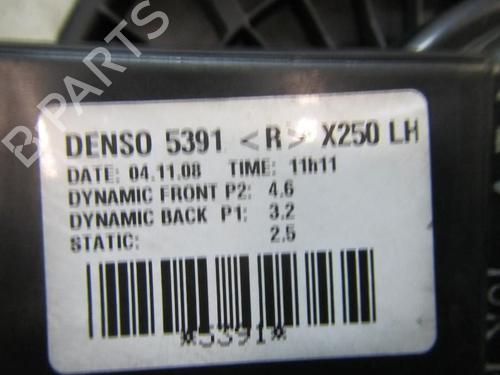 B PARTS
DENSO 5391 <R> X250 LH
DATE: 04.11.08 TIME: 11h11
DYNAMIC FRONT P2: 4.6
DYNAMIC BACK P1: 3.2
STATIC: 2.5
*5391*